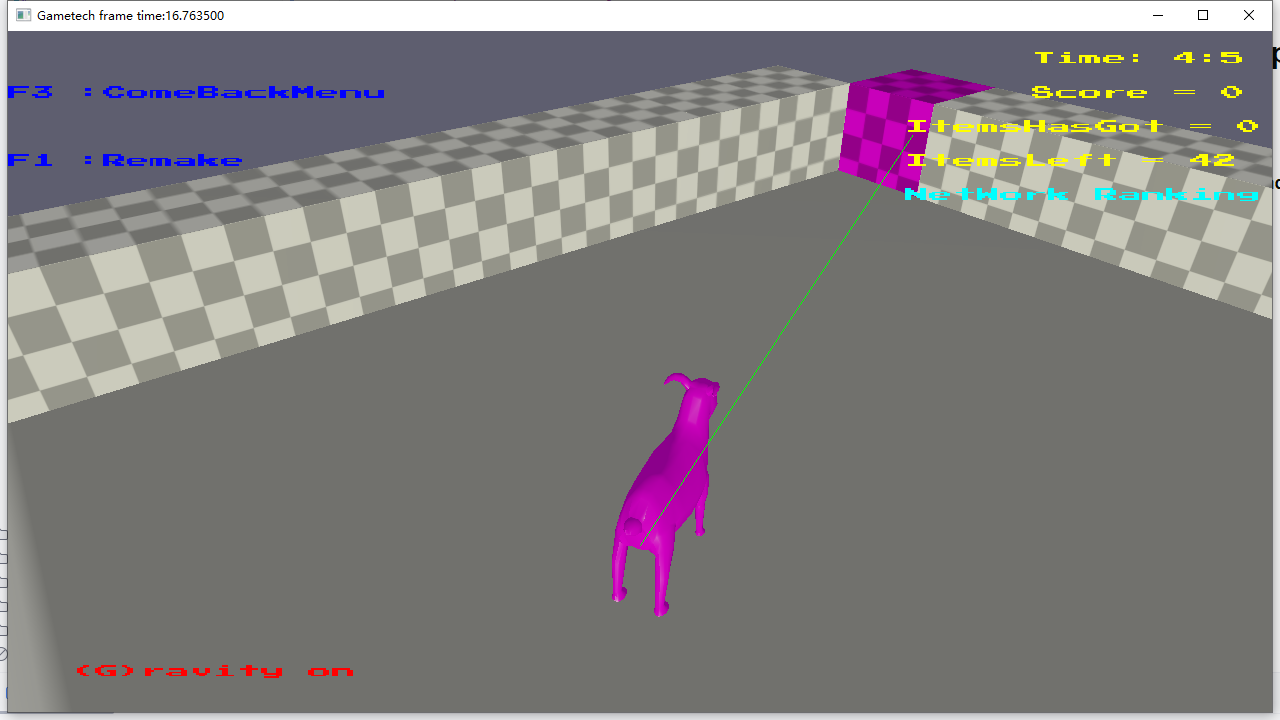 Gametech frame time:16.763500
Time: 4:5
F3 :ComeBackMenu
Score = 0
ItemsHasGot = 0
F1 :Remake
ItemsLeft = 42
NetWork Ranking
(G)ravity on